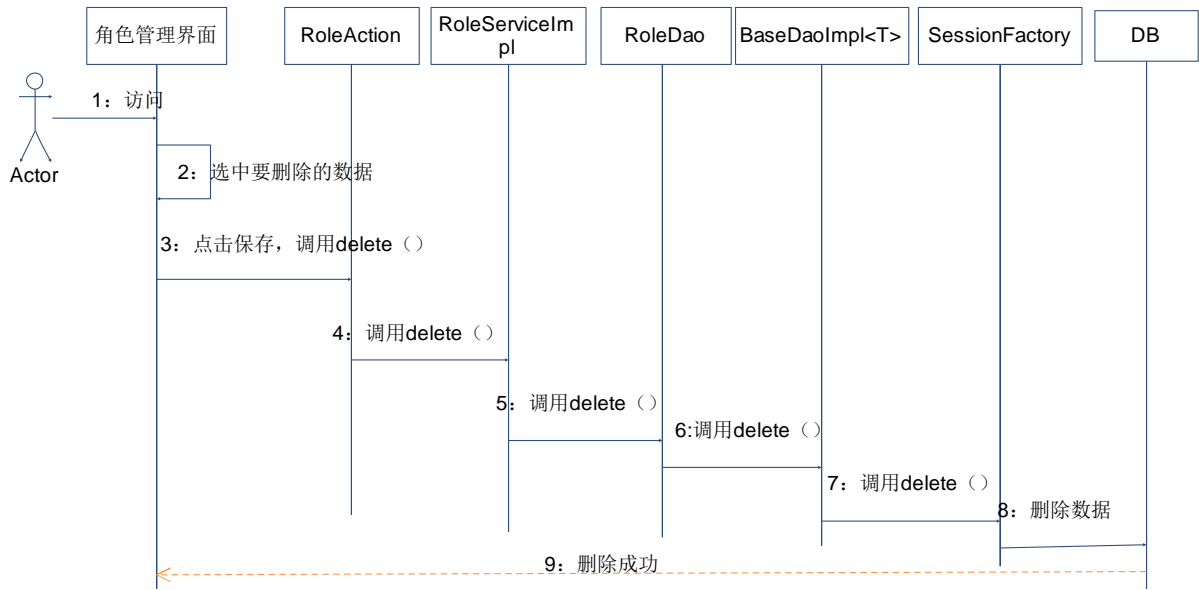 角色管理界面
RoleAction
RoleServiceIm
pl
RoleDao
BaseDaoImpl<T>
SessionFactory
DB
1：访问
Actor
2：选中要删除的数据
3：点击保存，调用delete（）
4：调用delete（）
5：调用delete（）
6:调用delete（）
7：调用delete（）
8：删除数据
9：删除成功